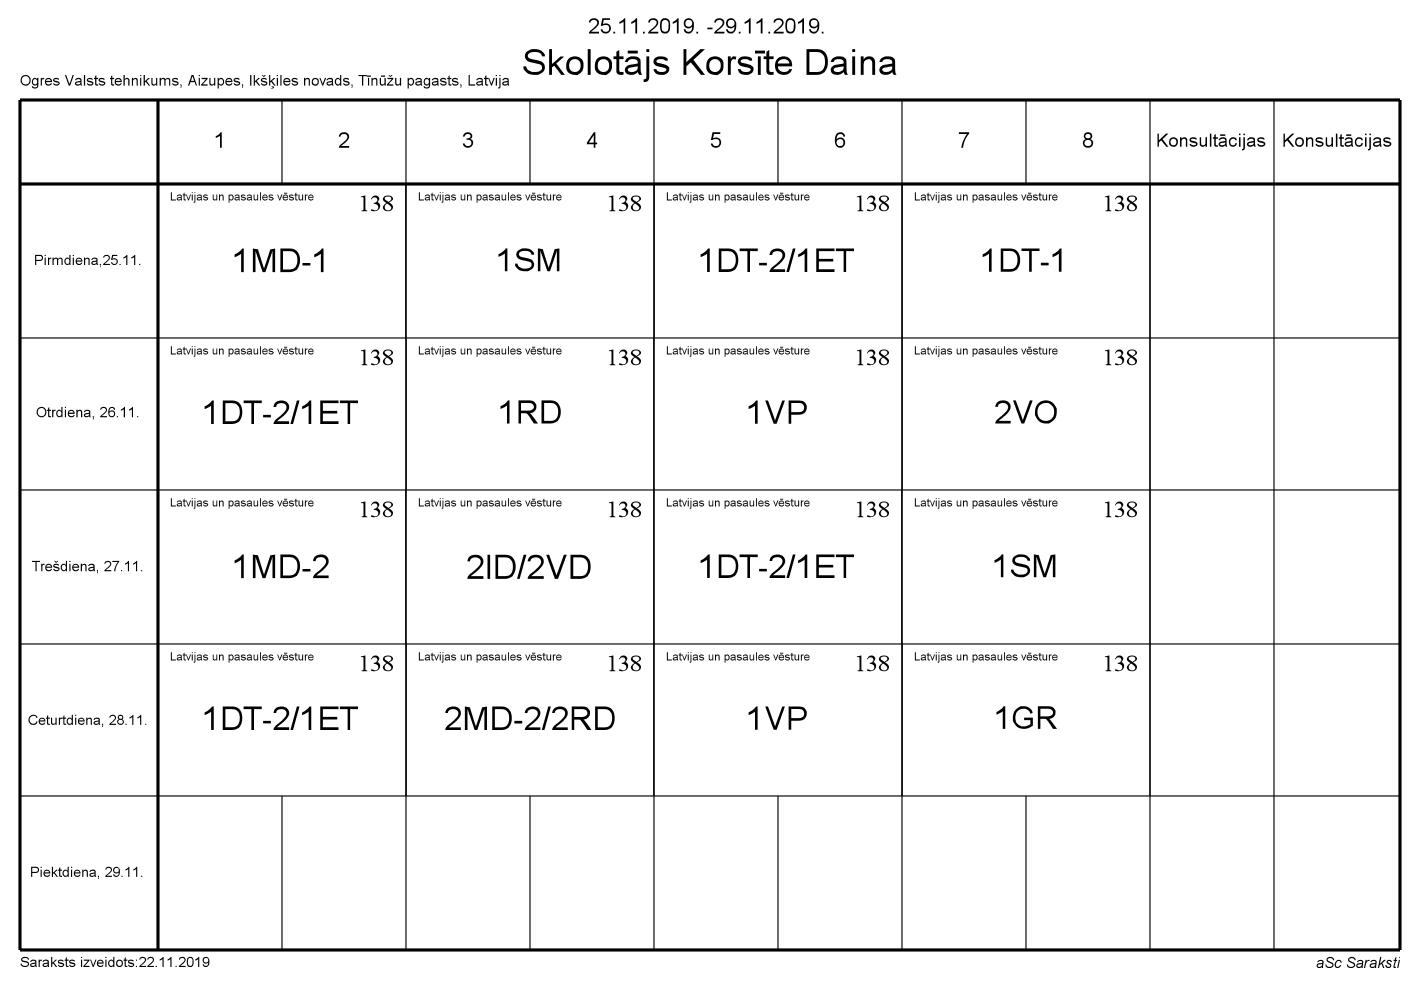 25.11.2019. -29.11.2019.
Skolotājs Korsīte Daina
Ogres Valsts tehnikums, Aizupes, Ikšķiles novads, Tīnūžu pagasts, Latvija
1 2 3 4 5 6 7 8 Konsultācijas Konsultācijas
Latvijas un pasaules vēsture 138 Latvijas un pasaules vēsture 138 Latvijas un pasaules vēsture 138 Latvijas un pasaules vēsture 138
Pirmdiena,25.11. 1MD-1 1SM 1DT-2/1ET 1DT-1
Latvijas un pasaules vēsture 138 Latvijas un pasaules vēsture 138 Latvijas un pasaules vēsture 138 Latvijas un pasaules vēsture 138
Otrdiena, 26.11. 1DT-2/1ET 1RD 1VP 2VO
Latvijas un pasaules vēsture 138 Latvijas un pasaules vēsture 138 Latvijas un pasaules vēsture 138 Latvijas un pasaules vēsture 138
Trešdiena, 27.11. 1MD-2 2ID/2VD 1DT-2/1ET 1SM
Latvijas un pasaules vēsture 138 Latvijas un pasaules vēsture 138 Latvijas un pasaules vēsture 138 Latvijas un pasaules vēsture 138
Ceturtdiena, 28.11. 1DT-2/1ET 2MD-2/2RD 1VP 1GR
Piektdiena, 29.11.
Saraksts izveidots:22.11.2019 aSc Saraksti